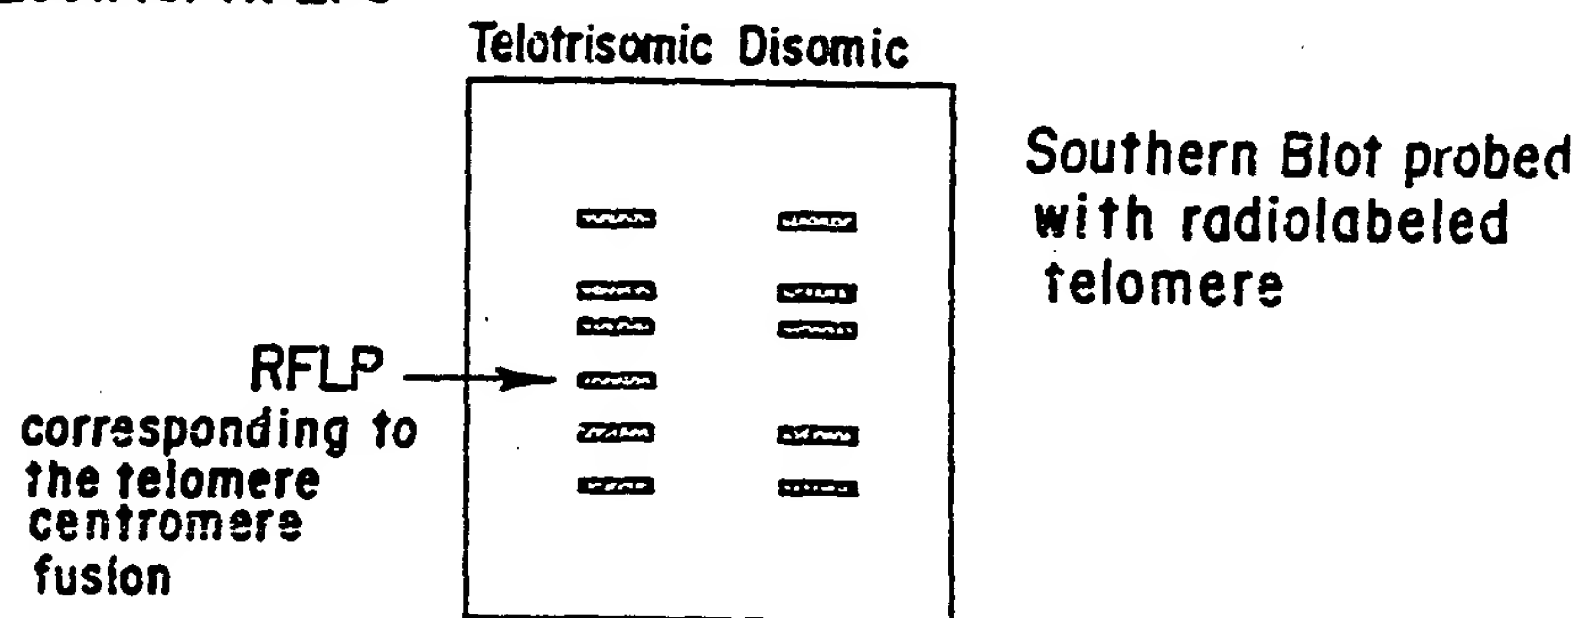 Telotrisomic Disomic
Southern Blot probed
with radiolabeled
telomere
RFLP
corresponding to
the telomere
centromere
fusion